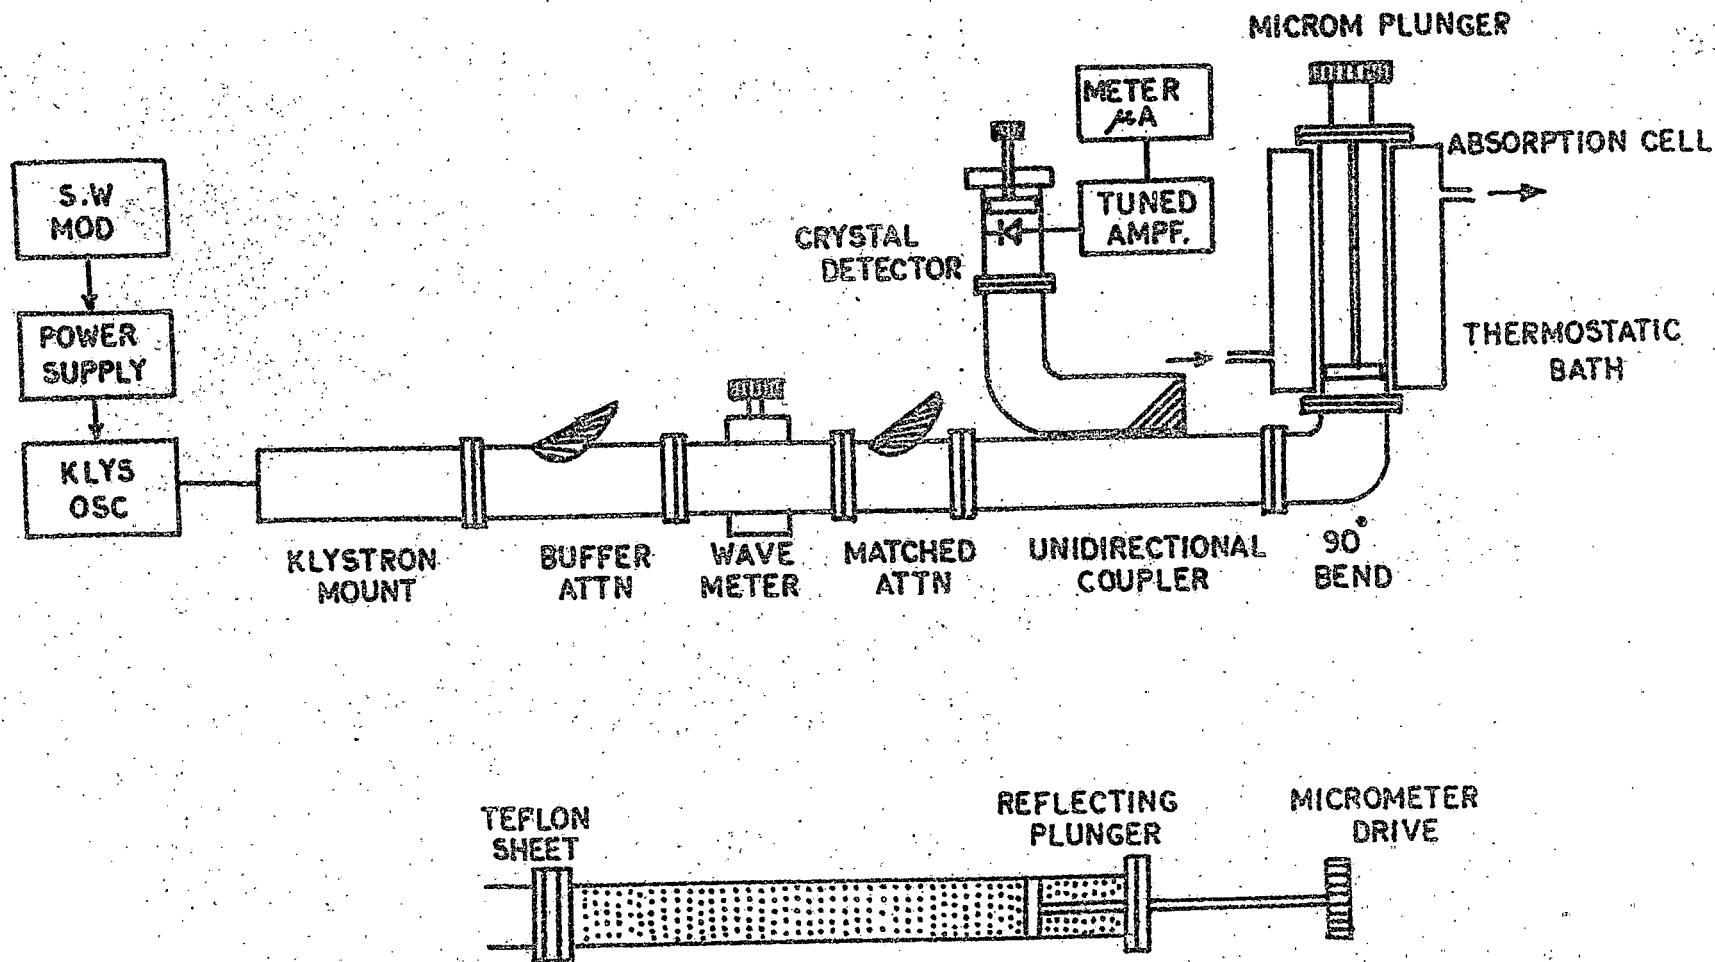 MICROM PLUNGER
METER
μA
ABSORPTION CELL
S.W
MOD
TUNED
AMPF.
CRYSTAL
DETECTOR
POWER
SUPPLY
THERMOSTATIC
BATH
KLYS
OSC
KLYSTRON
MOUNT
BUFFER
ATTN
WAVE
METER
MATCHED
ATTN
UNIDIRECTIONAL
COUPLER
90°
BEND
TEFLON
SHEET
REFLECTING
PLUNGER
MICROMETER
DRIVE